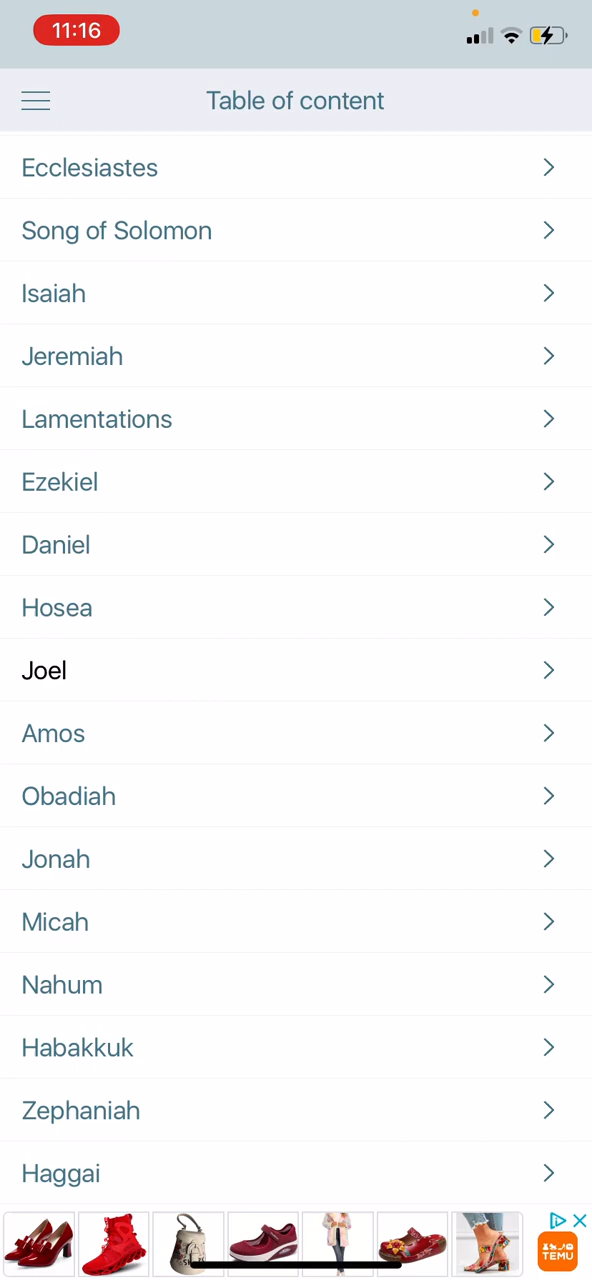 11:16
Table of content
Ecclesiastes
Song of Solomon
Isaiah
Jeremiah
Lamentations
Ezekiel
Daniel
Hosea
Joel
Amos
Obadiah
Jonah
Micah
Nahum
Habakkuk
Zephaniah
Haggai
TEMU